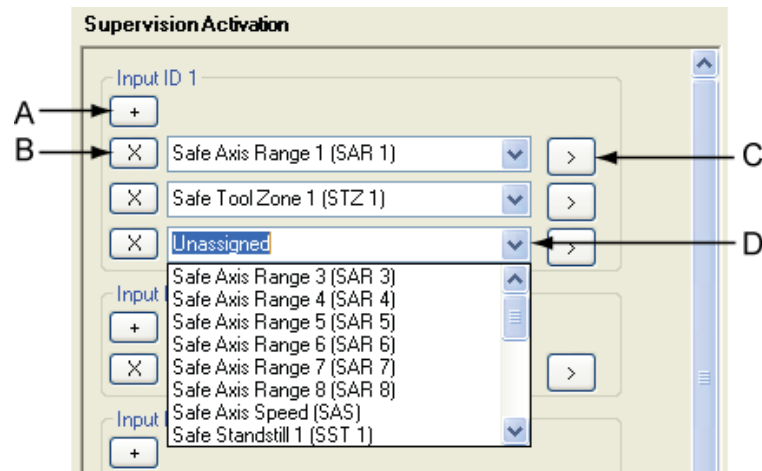 Supervision Activation
Input ID 1
A
+
B
X
Safe Axis Range 1 (SAR 1)
>
C
X
Safe Tool Zone 1 (STZ 1)
>
X
Unassigned
>
D
Safe Axis Range 3 (SAR 3)
Safe Axis Range 4 (SAR 4)
Input
Safe Axis Range 5 (SAR 5)
+
Safe Axis Range 6 (SAR 6)
Safe Axis Range 7 (SAR 7)
X
Safe Axis Range 8 (SAR 8)
>
Safe Axis Speed (SAS)
Input
Safe Standstill 1 (SST 1)
+